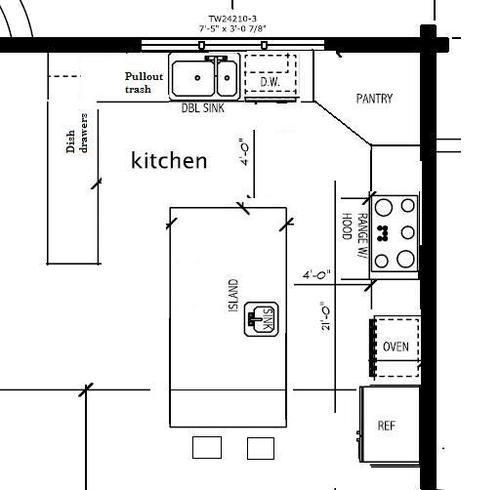 TW24210-3
7'-5" x 3'-0 7/8"
Pullout
trash
D.W.
DBL SINK
PANTRY
Dish
drawers
kitchen
4'-0"
RANGE W/
HOOD
4'-0"
ISLAND
SINK
21'-0"
OVEN
REF